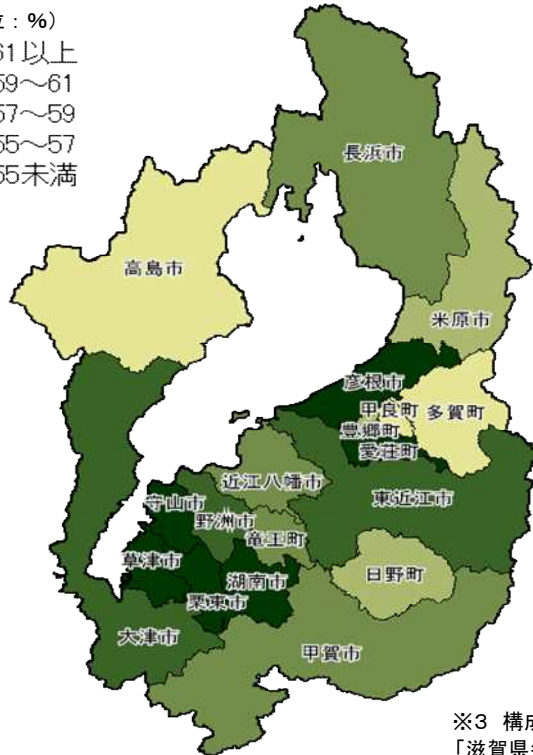 位：%）
61以上
59～61
57～59
55～57
55未満
長浜市
高島市
米原市
彦根市
甲良町
多賀町
豊郷町
愛荘町
近江八幡市
東近江市
守山市
野洲市
竜王町
草津市
湖南市
日野町
栗東市
大津市
甲賀市
※3 構成
「滋賀県